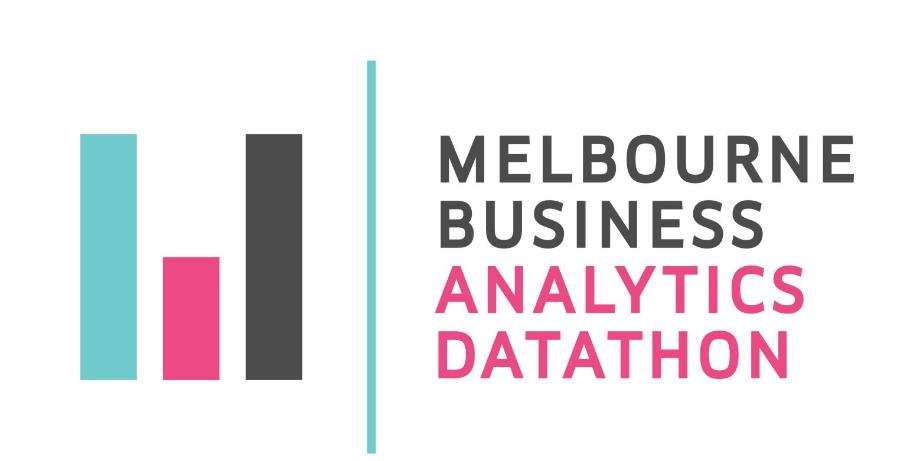 MELBOURNE
BUSINESS
ANALYTICS
DATATHON